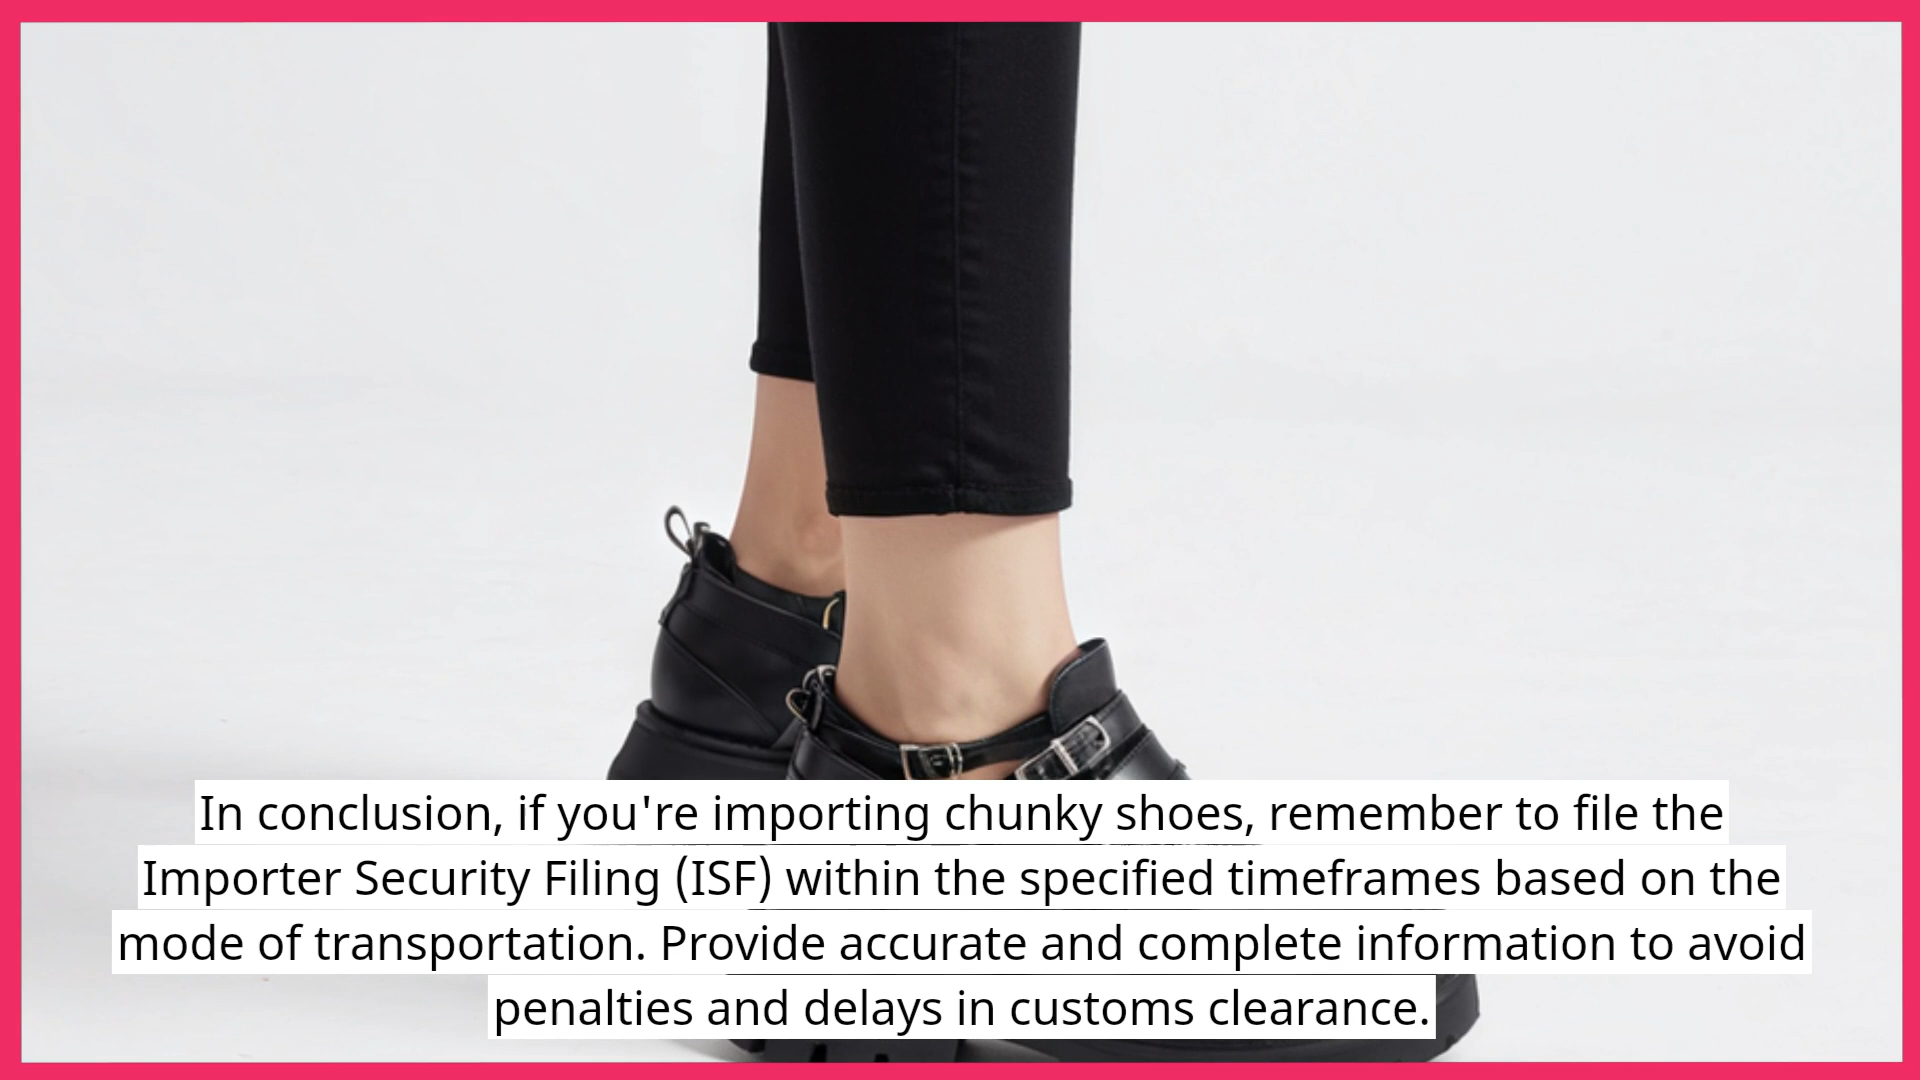 In conclusion, if you're importing chunky shoes, remember to file the
Importer Security Filing (ISF) within the specified timeframes based on the
mode of transportation. Provide accurate and complete information to avoid
penalties and delays in customs clearance.